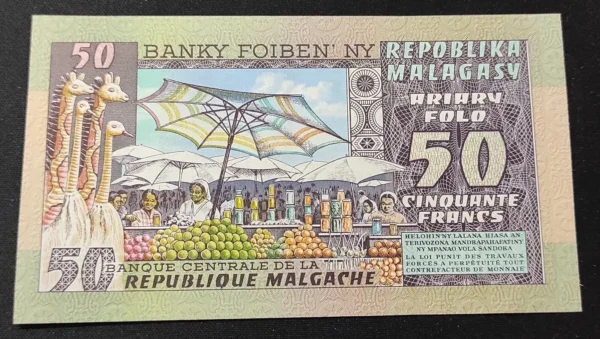 50
BANKY FOIBEN' NY
REPOBLIKA
MALAGASY
ARIARY
FOLO
50
CINQUANTE
FRANCS
HELOHIN'NY LALANA HIASA AN
TERIVOZONA MANDRAPAHAFATINY
NY MPANAO VOLA SANDOKA
LA LOI PUNIT DES TRAVAUX
FORCÉS A PERPÉTUITÉ TOUT
CONTREFACTEUR DE MONNAIE
50
BANQUE CENTRALE DE LA
REPUBLIQUE MALGACHE